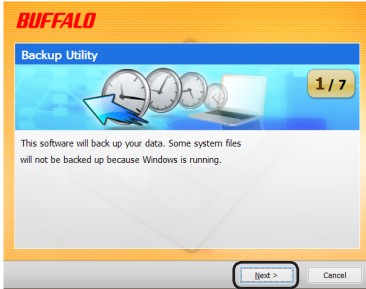 BUFFALO
Backup Utility
1 / 7
This software will back up your data. Some system files
will not be backed up because Windows is running.
Next >
Cancel